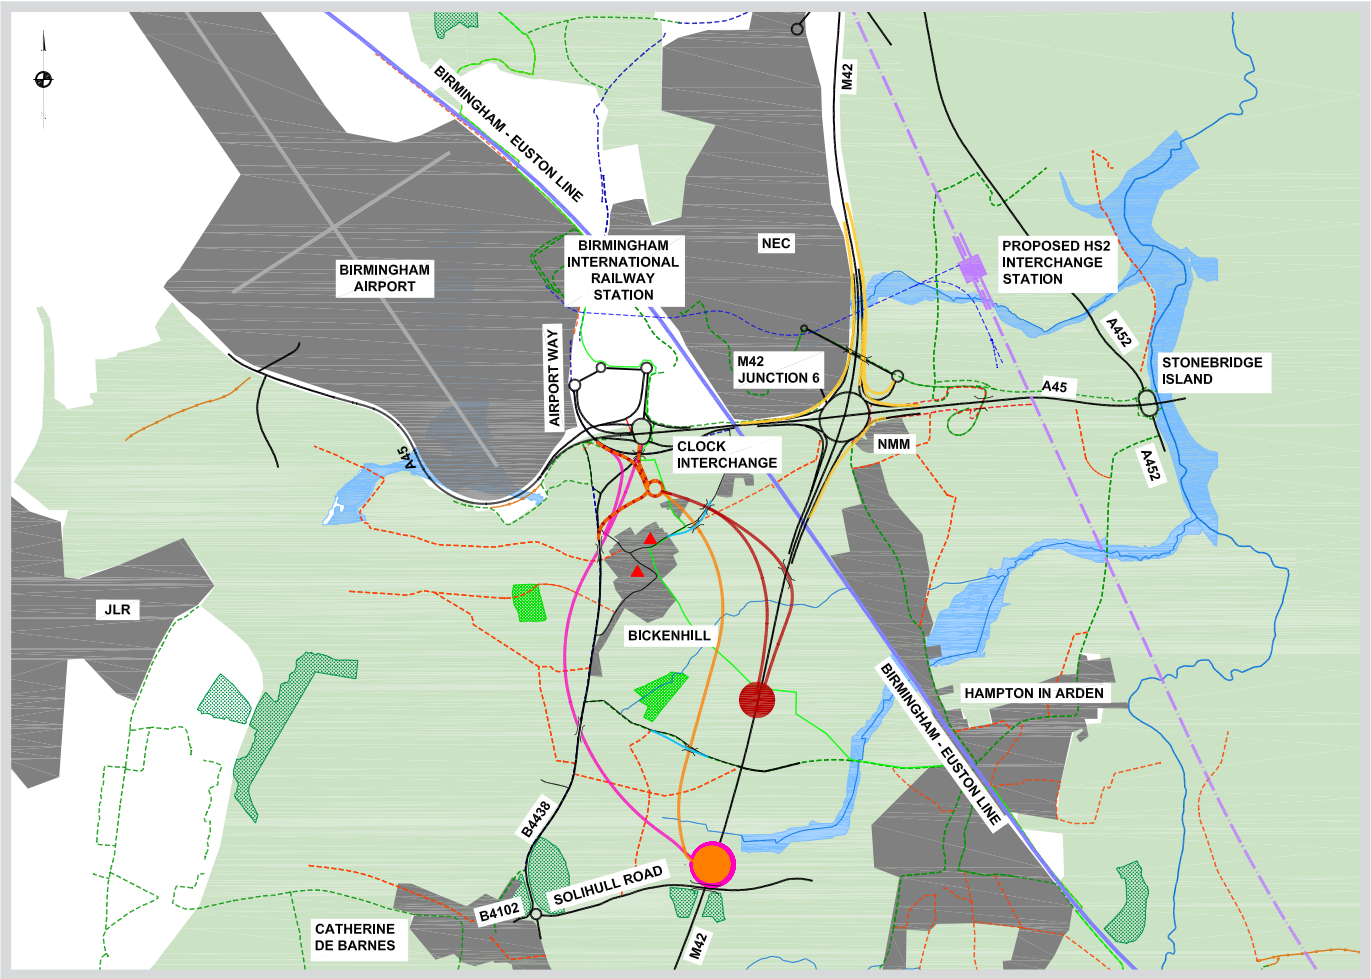 M42
BIRMINGHAM - EUSTON LINE
BIRMINGHAM
INTERNATIONAL
RAILWAY
STATION
NEC
PROPOSED HS2
INTERCHANGE
STATION
BIRMINGHAM
AIRPORT
A452
AIRPORT WAY
M42
JUNCTION 6
STONEBRIDGE
ISLAND
A45
A45
CLOCK
INTERCHANGE
NMM
A452
JLR
BICKENHILL
HAMPTON IN ARDEN
BIRMINGHAM - EUSTON LINE
B4438
SOLIHULL ROAD
B4102
CATHERINE
DE BARNES
M42